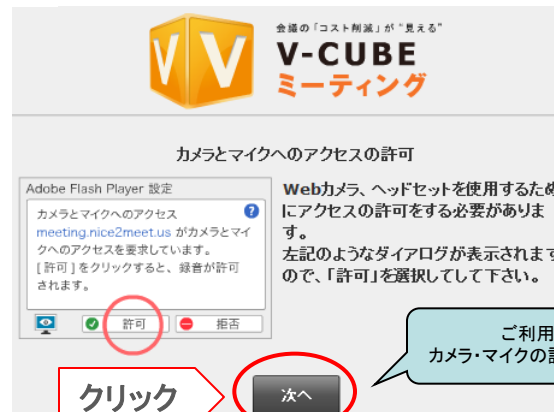 会議の「コスト削減」が“見える”
V-CUBE
ミーティング
カメラとマイクへのアクセスの許可
Adobe Flash Player 設定
カメラとマイクへのアクセス
meeting.nice2meet.us がカメラとマイ
クへのアクセスを要求しています。
[ 許可 ] をクリックすると、録音が許可
されます。
許可
拒否
Webカメラ、ヘッドセットを使用するため
にアクセスの許可をする必要がありま
す。
左記のようなダイアログが表示されます
ので、「許可」を選択してして下さい。
ご利用
カメラ・マイクの
クリック
次へ